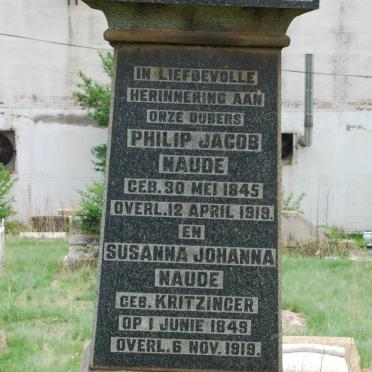 IN LIEFDEVOLLE
HERINNERING AAN
ONZE OUDERS
PHILIP JACOB
NAUDE
GEB. 30 MEI 1845
OVERL. 12 APRIL 1919.
EN
SUSANNA JOHANNA
NAUDE
GEB. KRITZINGER
OP 1 JUNIE 1849
OVERL. 6 NOV. 1919.